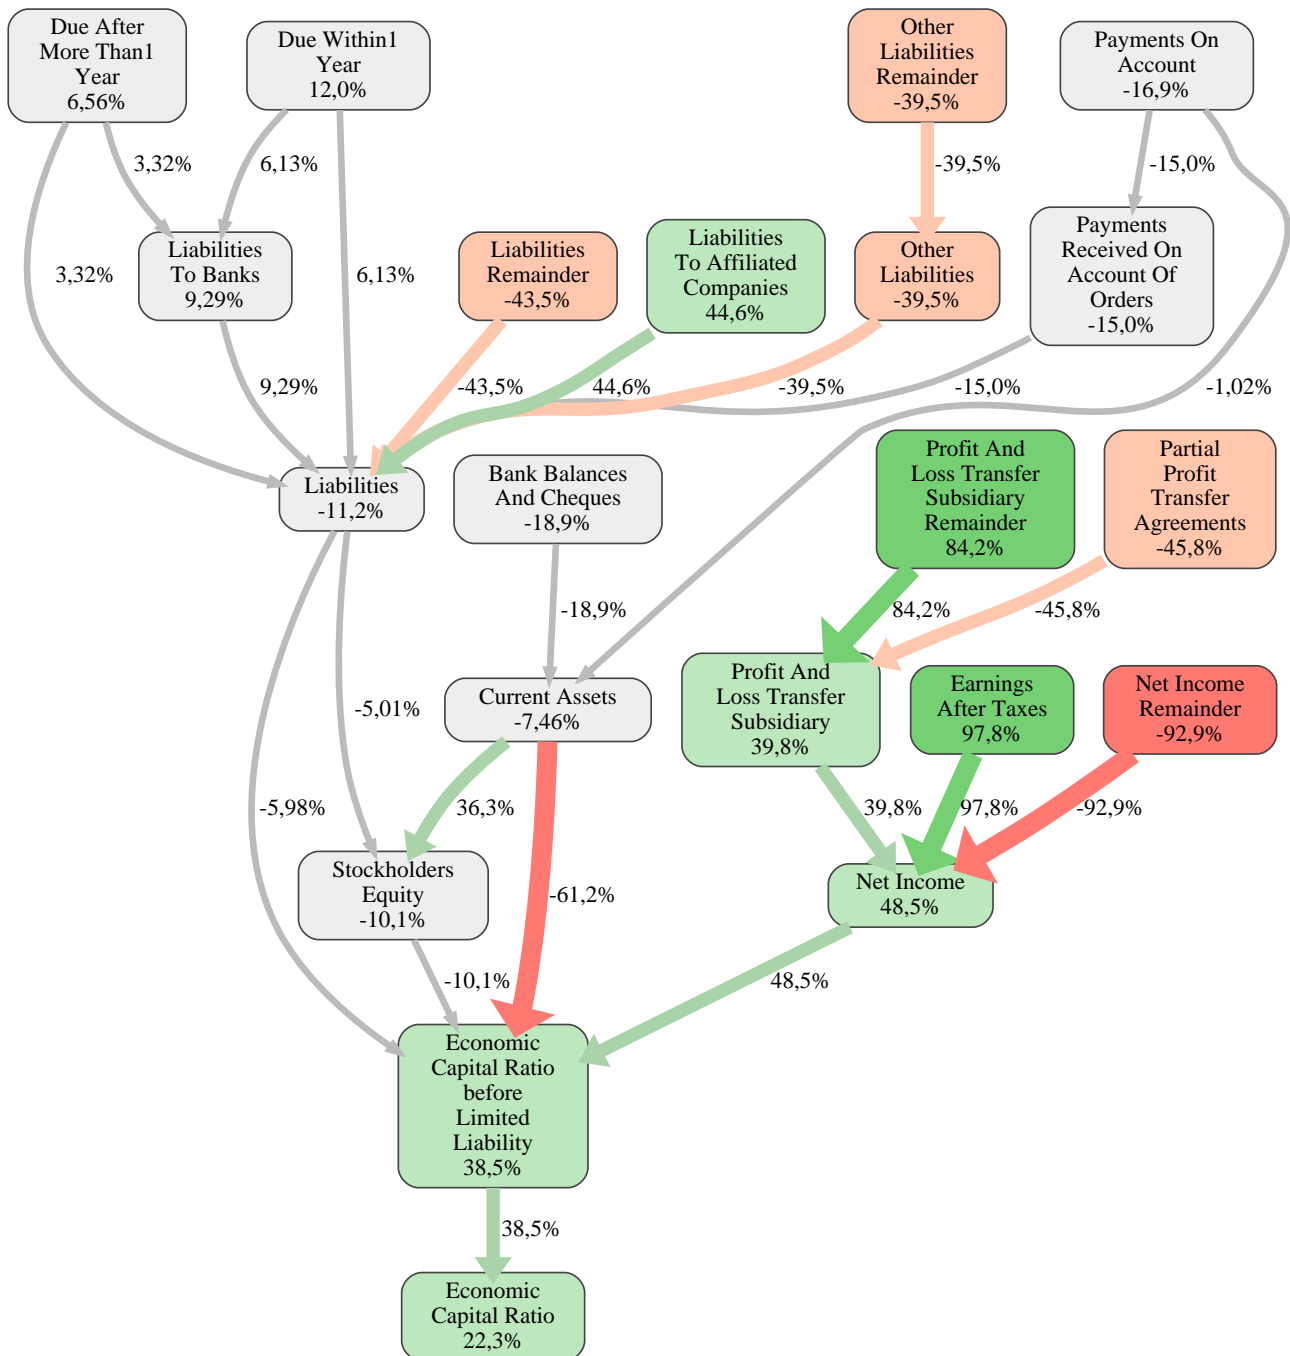 Due After
More Than1
Year
6,56%
Due Within1
Year
12,0%
Other
Liabilities
Remainder
-39,5%
Payments On
Account
-16,9%
3,32%
6,13%
-39,5%
-15,0%
Liabilities
To Banks
9,29%
Liabilities
Remainder
-43,5%
Liabilities
To Affiliated
Companies
44,6%
Other
Liabilities
-39,5%
Payments
Received On
Account Of
Orders
-15,0%
3,32%
6,13%
9,29%
-43,5%
44,6%
-39,5%
-15,0%
-1,02%
Liabilities
-11,2%
Bank Balances
And Cheques
-18,9%
Profit And
Loss Transfer
Subsidiary
Remainder
84,2%
Partial
Profit
Transfer
Agreements
-45,8%
-18,9%
84,2%
-45,8%
-5,01%
Current Assets
-7,46%
Profit And
Loss Transfer
Subsidiary
39,8%
Earnings
After Taxes
97,8%
Net Income
Remainder
-92,9%
-5,98%
36,3%
-61,2%
39,8%
97,8%
-92,9%
Stockholders
Equity
-10,1%
Net Income
48,5%
-10,1%
48,5%
Economic
Capital Ratio
before
Limited
Liability
38,5%
38,5%
Economic
Capital Ratio
22,3%